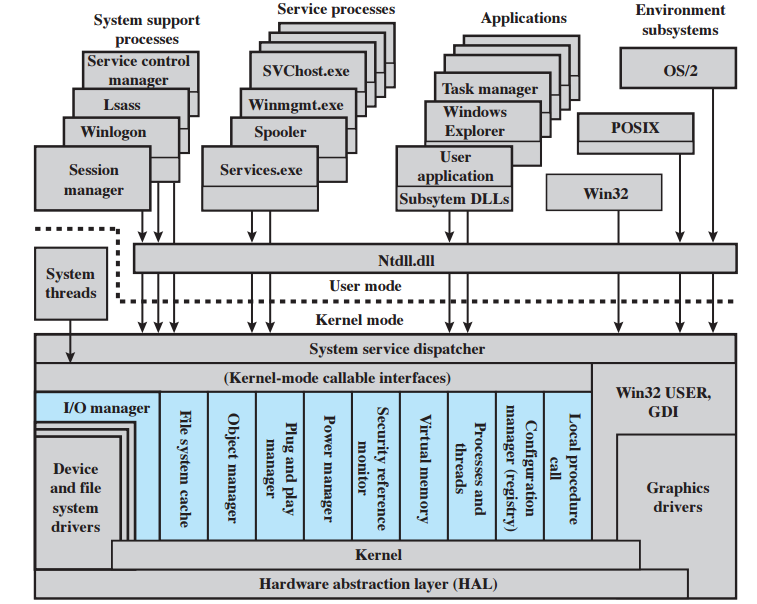 System support
processes
Service processes
Applications
Environment
subsystems
Service control
manager
Lsass
Winlogon
Session
manager
SVChost.exe
Winmgmt.exe
Spooler
Services.exe
Task manager
Windows
Explorer
User
application
Subsytem DLLs
OS/2
POSIX
Win32
System
threads
Ntdll.dll
User mode
Kernel mode
System service dispatcher
(Kernel-mode callable interfaces)
Win32 USER,
GDI
I/O manager
Device
and file
system
drivers
File system cache
Object manager
Plug and play
manager
Power manager
Security reference
monitor
Virtual memory
Processes and
threads
Configuration
manager (registry)
Local procedure
call
Graphics
drivers
Kernel
Hardware abstraction layer (HAL)